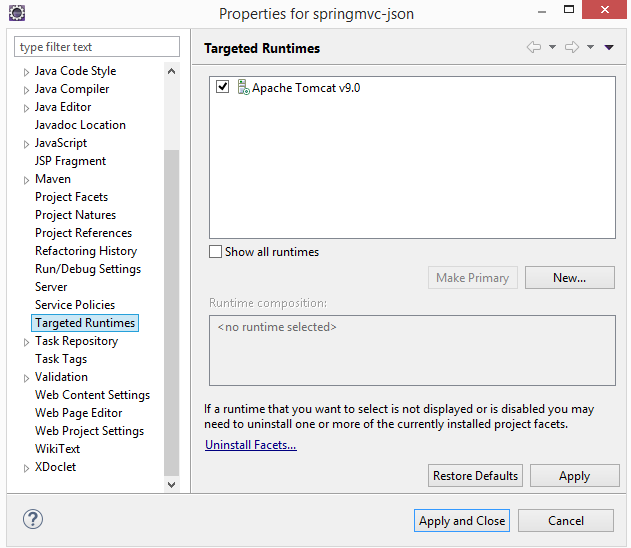 Properties for springmvc-json
type filter text
Java Code Style
Java Compiler
Java Editor
Javadoc Location
JavaScript
JSP Fragment
Maven
Project Facets
Project Natures
Project References
Refactoring History
Run/Debug Settings
Server
Service Policies
Targeted Runtimes
Task Repository
Task Tags
Validation
Web Content Settings
Web Page Editor
Web Project Settings
WikiText
XDoclet
Targeted Runtimes
Apache Tomcat v9.0
Show all runtimes
Make Primary
New...
Runtime composition:
<no runtime selected>
If a runtime that you want to select is not displayed or is disabled you may
need to uninstall one or more of the currently installed project facets.
Uninstall Facets...
Restore Defaults
Apply
?
Apply and Close
Cancel